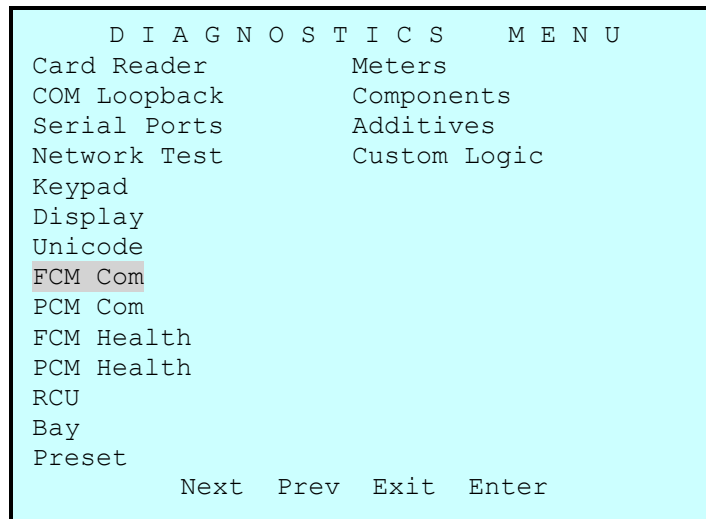 D I A G N O S T I C S   M E N U
Card Reader         Meters
COM Loopback        Components
Serial Ports        Additives
Network Test        Custom Logic
Keypad
Display
Unicode
FCM Com
PCM Com
FCM Health
PCM Health
RCU
Bay
Preset
Next  Prev  Exit  Enter